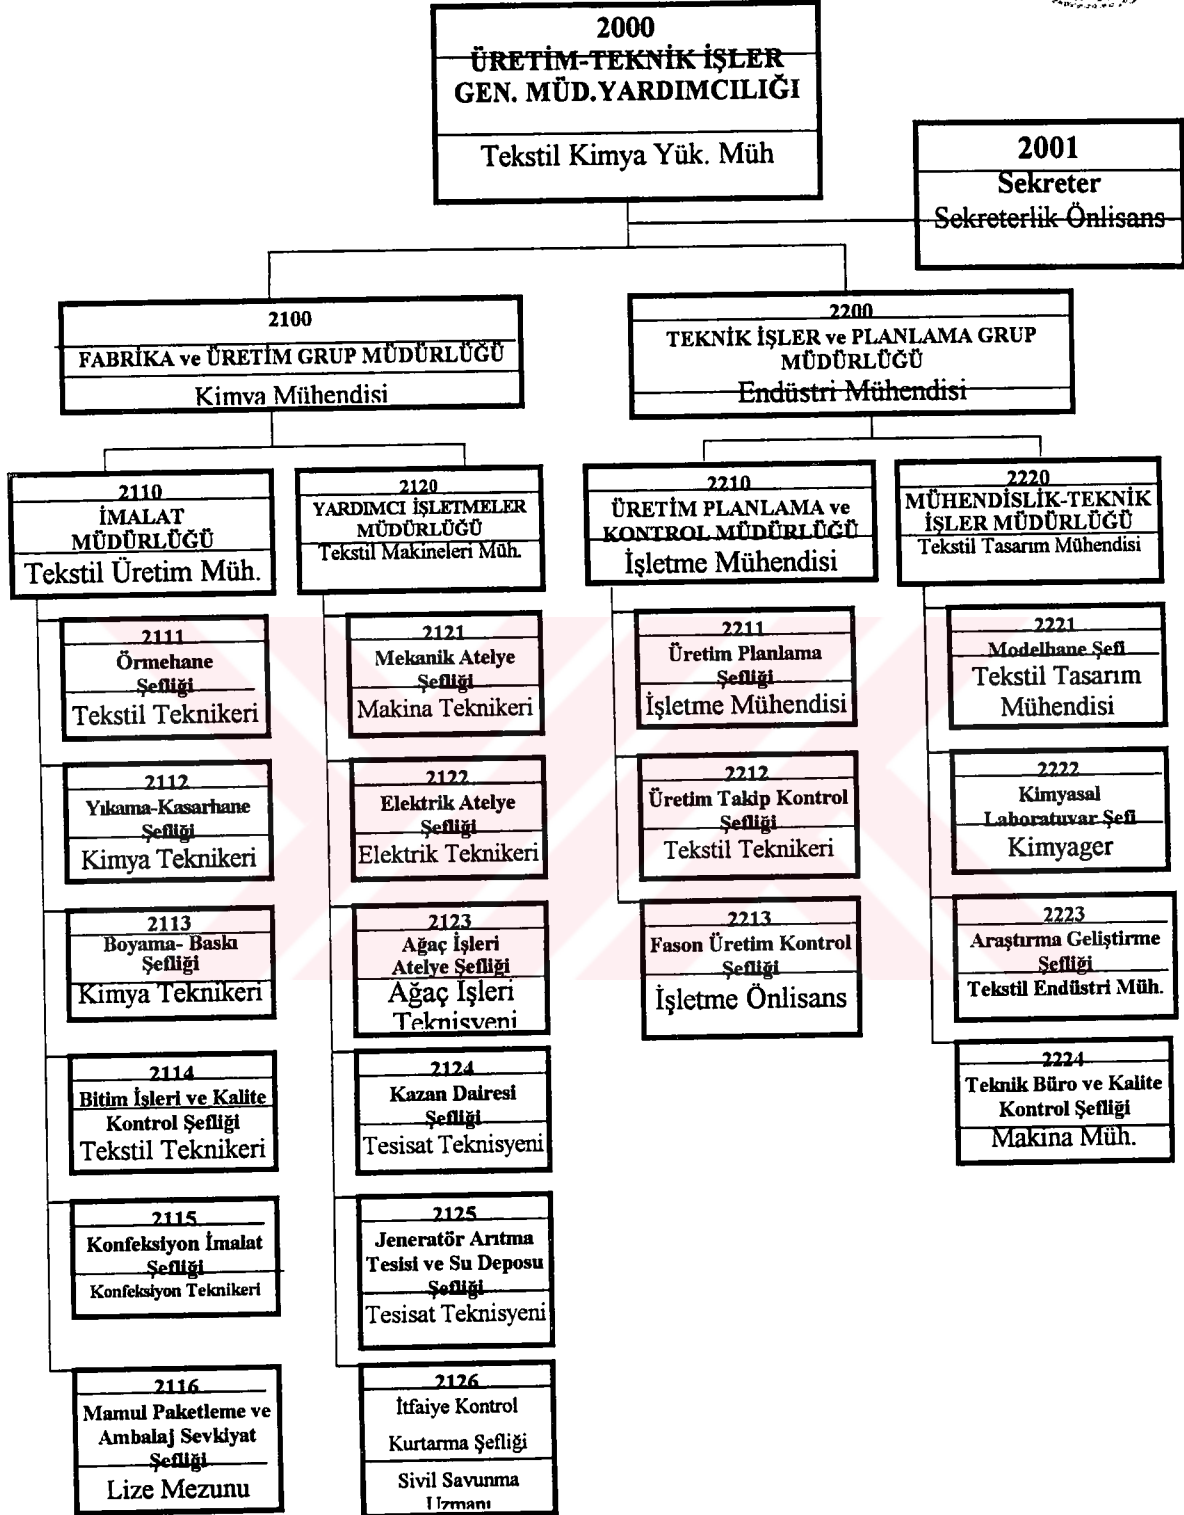 2000
ÜRETİM-TEKNİK İŞLER
GEN. MÜD.YARDIMCILIĞI
Tekstil Kimya Yük. Müh
2001
Sekreter
Sekreterlik Önlisans
2100
FABRİKA ve ÜRETİM GRUP MÜDÜRLÜĞÜ
Kimya Mühendisi
2200
TEKNİK İŞLER ve PLANLAMA GRUP
MÜDÜRLÜĞÜ
Endüstri Mühendisi
2110
İMALAT
MÜDÜRLÜĞÜ
Tekstil Üretim Müh.
2120
YARDIMCI İŞLETMELER
MÜDÜRLÜĞÜ
Tekstil Makineleri Müh.
2210
ÜRETİM PLANLAMA ve
KONTROL MÜDÜRLÜĞÜ
İşletme Mühendisi
2220
MÜHENDİSLİK-TEKNİK
İŞLER MÜDÜRLÜĞÜ
Tekstil Tasarım Mühendisi
2111
Örmehane
Şefliği
Tekstil Teknikeri
2121
Mekanik Atelye
Şefliği
Makina Teknikeri
2211
Üretim Planlama
Şefliği
İşletme Mühendisi
2221
Modelhane Şefi
Tekstil Tasarım
Mühendisi
2112
Yıkama-Kasarhane
Şefliği
Kimya Teknikeri
2122
Elektrik Atelye
Şefliği
Elektrik Teknikeri
2212
Üretim Takip Kontrol
Şefliği
Tekstil Teknikeri
2222
Kimyasal
Laboratuvar Şefi
Kimyager
2113
Boyama- Baskı
Şefliği
Kimya Teknikeri
2123
Ağaç İşleri
Atelye Şefliği
Ağaç İşleri
Teknisyeni
2213
Fason Üretim Kontrol
Şefliği
İşletme Önlisans
2223
Araştırma Geliştirme
Şefliği
Tekstil Endüstri Müh.
2114
Bitim İşleri ve Kalite
Kontrol Şefliği
Tekstil Teknikeri
2124
Kazan Dairesi
Şefliği
Tesisat Teknisyeni
2224
Teknik Büro ve Kalite
Kontrol Şefliği
Makina Müh.
2115
Konfeksiyon İmalat
Şefliği
Konfeksiyon Teknikeri
2125
Jeneratör Arıtma
Tesisi ve Su Deposu
Şefliği
Tesisat Teknisyeni
2116
Mamul Paketleme ve
Ambalaj Sevkiyat
Şefliği
Lize Mezunu
2126
İtfaiye Kontrol
Kurtarma Şefliği
Sivil Savunma
Uzmanı